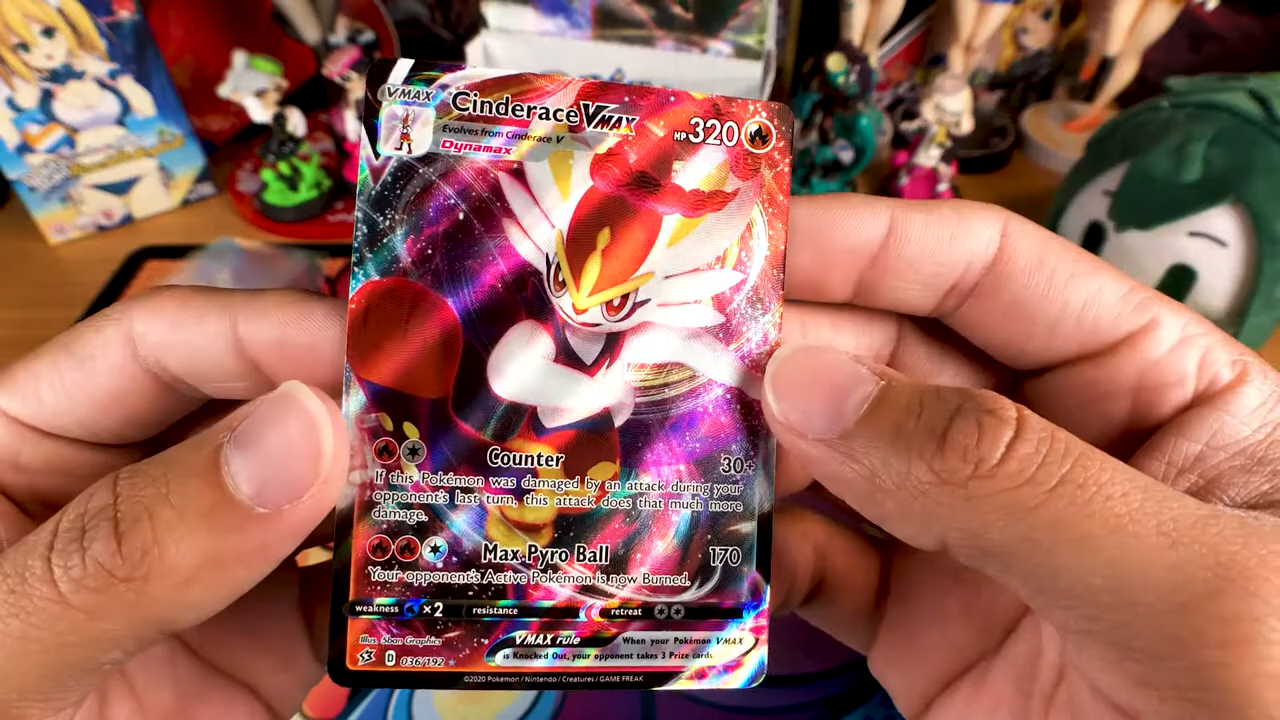 VMAX
Cinderace VMAX
HP 320
Evolves from Cinderace V
Dynamax
Counter
30+
If this Pokémon was damaged by an attack during your
opponent's last turn, this attack does that much more
damage.
Max Pyro Ball
170
Your opponent's Active Pokémon is now Burned.
weakness ×2 resistance retreat
Illus. 5ban Graphics
VMAX rule
When your Pokémon VMAX
is Knocked Out, your opponent takes 3 Prize cards.
D 036/192
©2020 Pokémon / Nintendo / Creatures / GAME FREAK